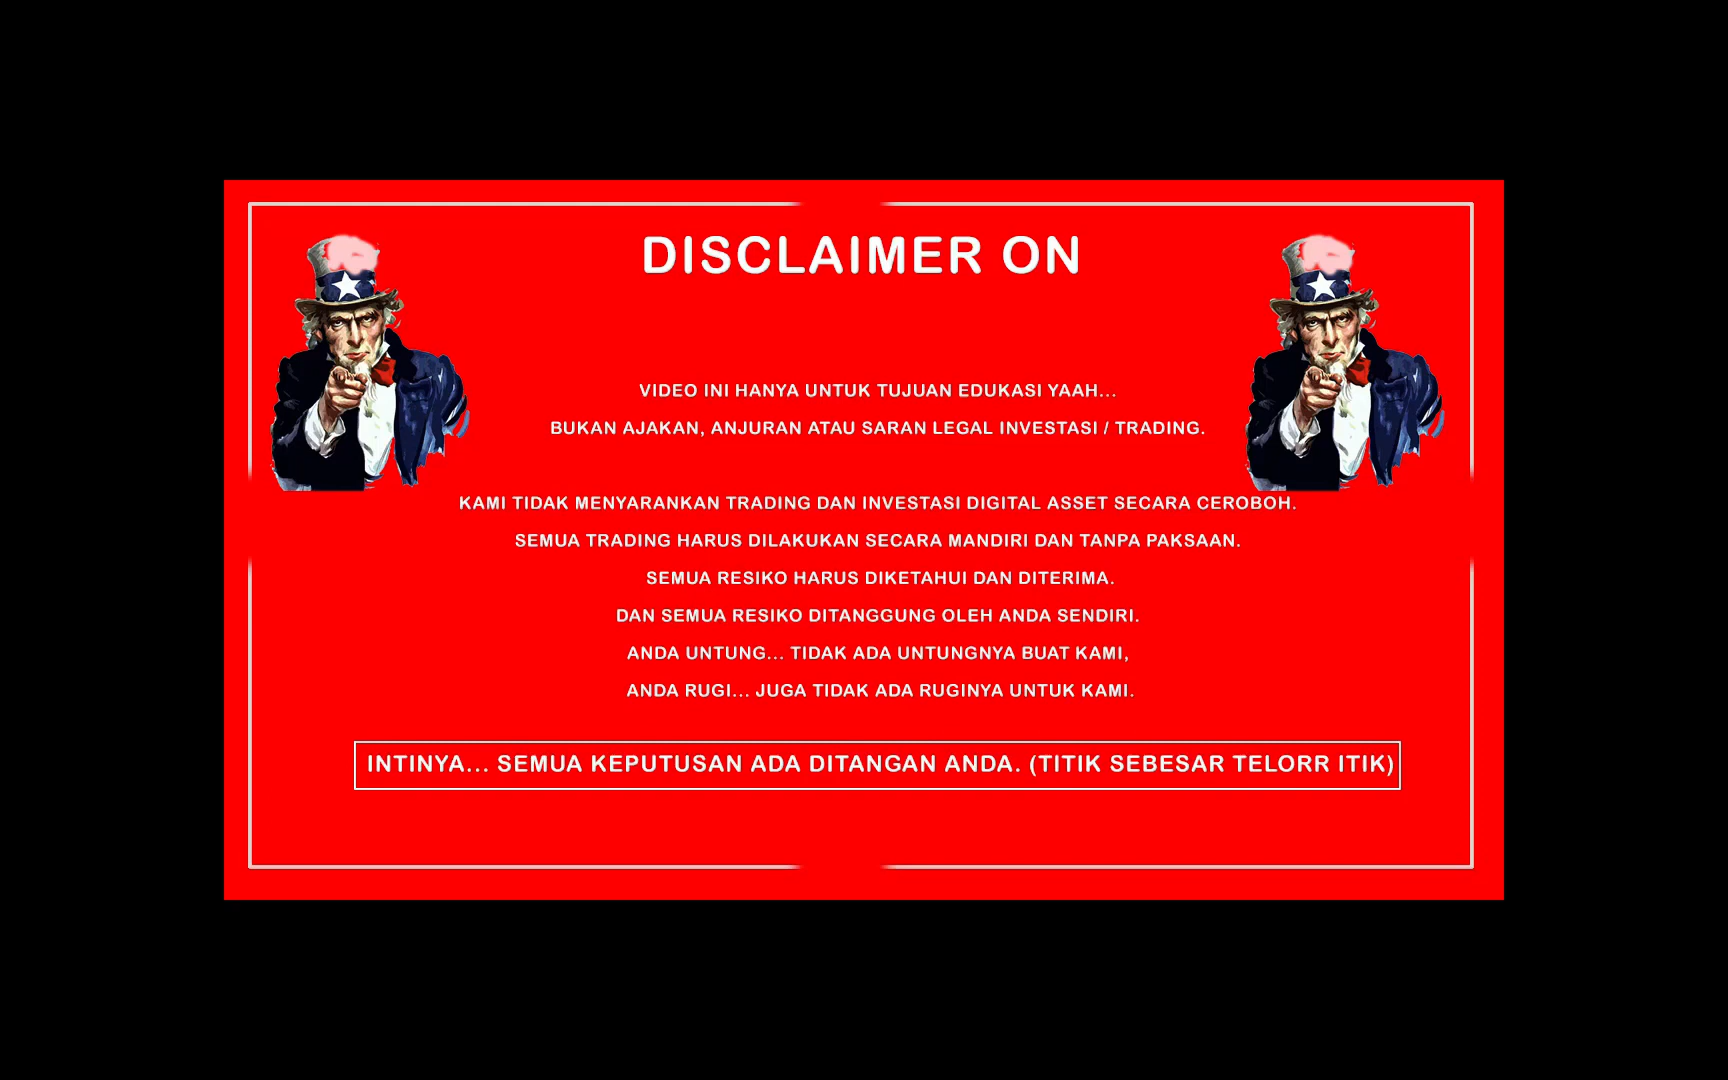 DISCLAIMER ON
VIDEO INI HANYA UNTUK TUJUAN EDUKASI YAAH...
BUKAN AJAKAN, ANJURAN ATAU SARAN LEGAL INVESTASI / TRADING.
KAMI TIDAK MENYARANKAN TRADING DAN INVESTASI DIGITAL ASSET SECARA CEROBOH.
SEMUA TRADING HARUS DILAKUKAN SECARA MANDIRI DAN TANPA PAKSAAN.
SEMUA RESIKO HARUS DIKETAHUI DAN DITERIMA.
DAN SEMUA RESIKO DITANGGUNG OLEH ANDA SENDIRI.
ANDA UNTUNG... TIDAK ADA UNTUNGNYA BUAT KAMI,
ANDA RUGI... JUGA TIDAK ADA RUGINYA UNTUK KAMI.
INTINYA... SEMUA KEPUTUSAN ADA DITANGAN ANDA. (TITIK SEBESAR TELORR ITIK)